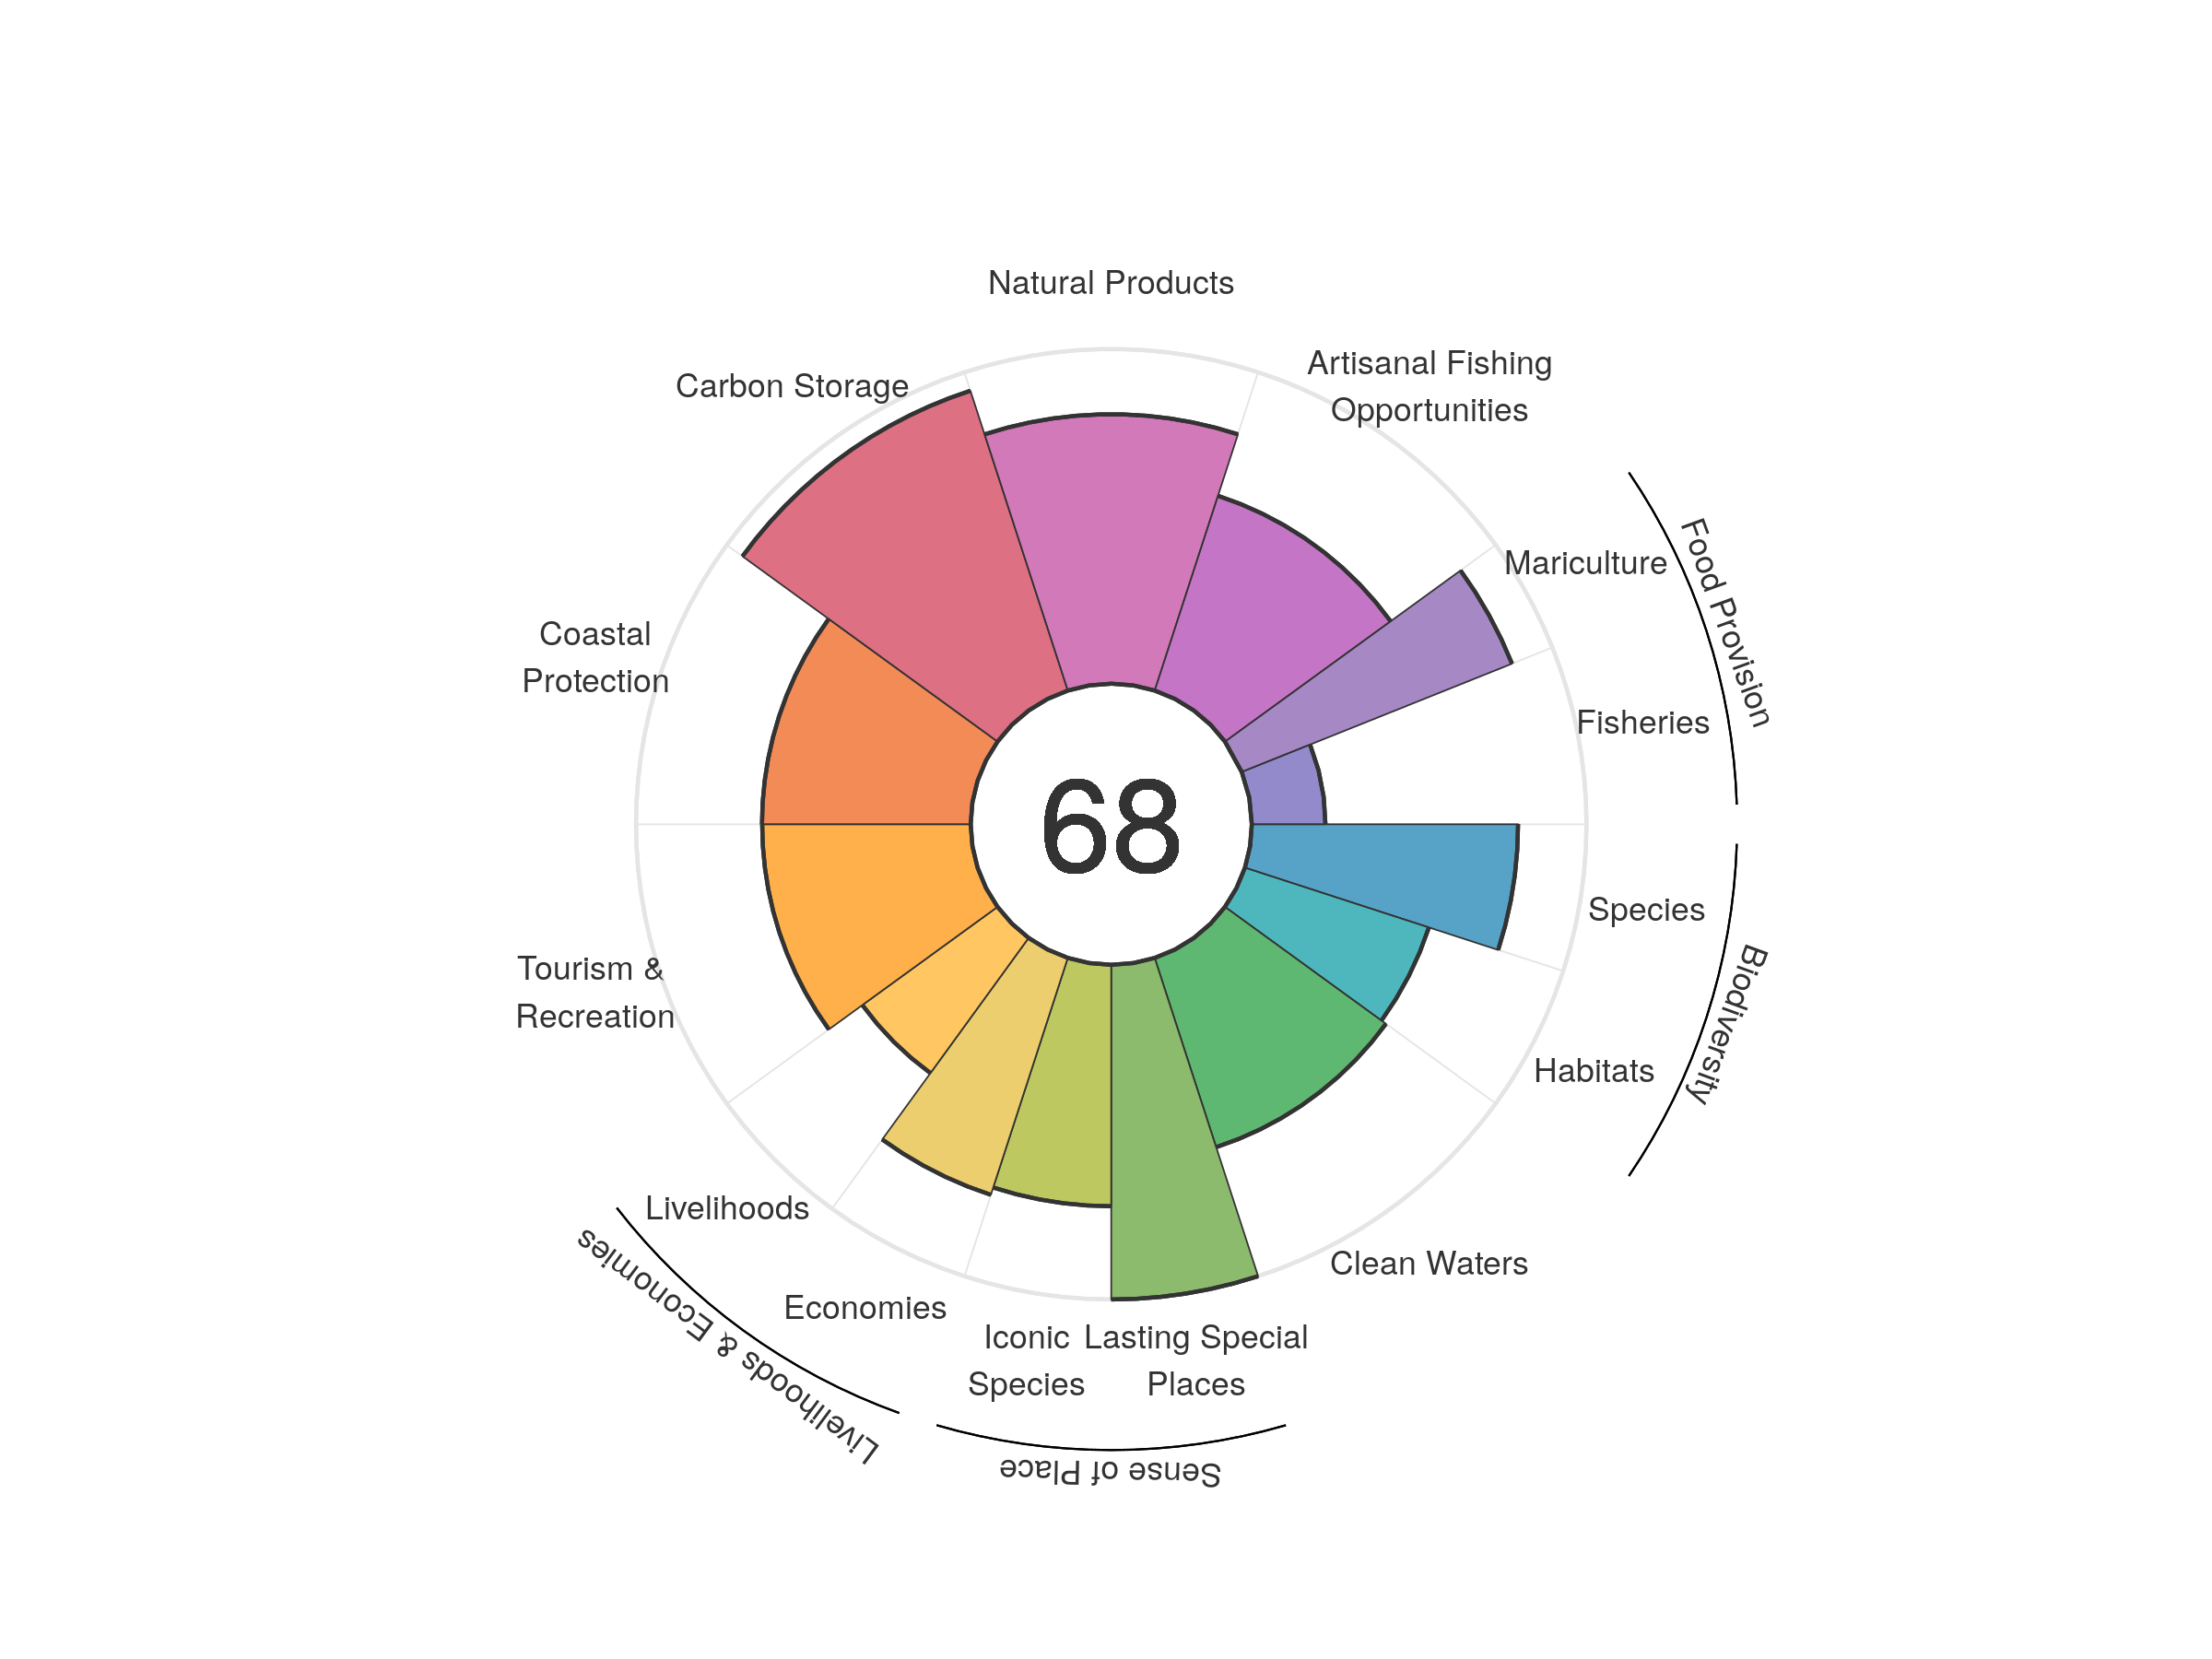 Natural Products
Carbon Storage
Artisanal Fishing
Opportunities
Mariculture
Food Provision
Coastal
Protection
Fisheries
68
Species
Biodiversity
Tourism &
Recreation
Habitats
Livelihoods
Clean Waters
Livelihoods & Economies
Economies
Iconic
Species
Lasting Special
Places
Sense of Place